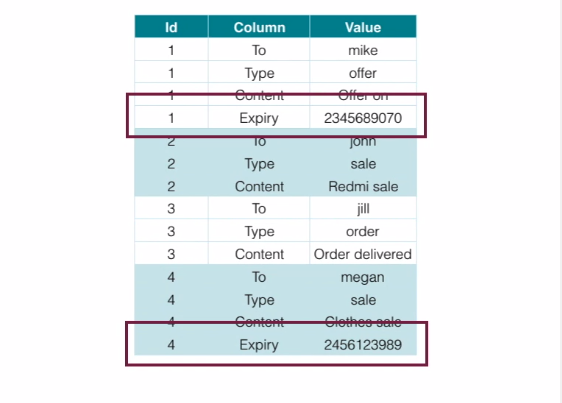 Id Column Value
1 To mike
1 Type offer
1 Content Offer on
1 Expiry 2345689070
2 To john
2 Type sale
2 Content Redmi sale
3 To jill
3 Type order
3 Content Order delivered
4 To megan
4 Type sale
4 Content Clothes sale
4 Expiry 2456123989